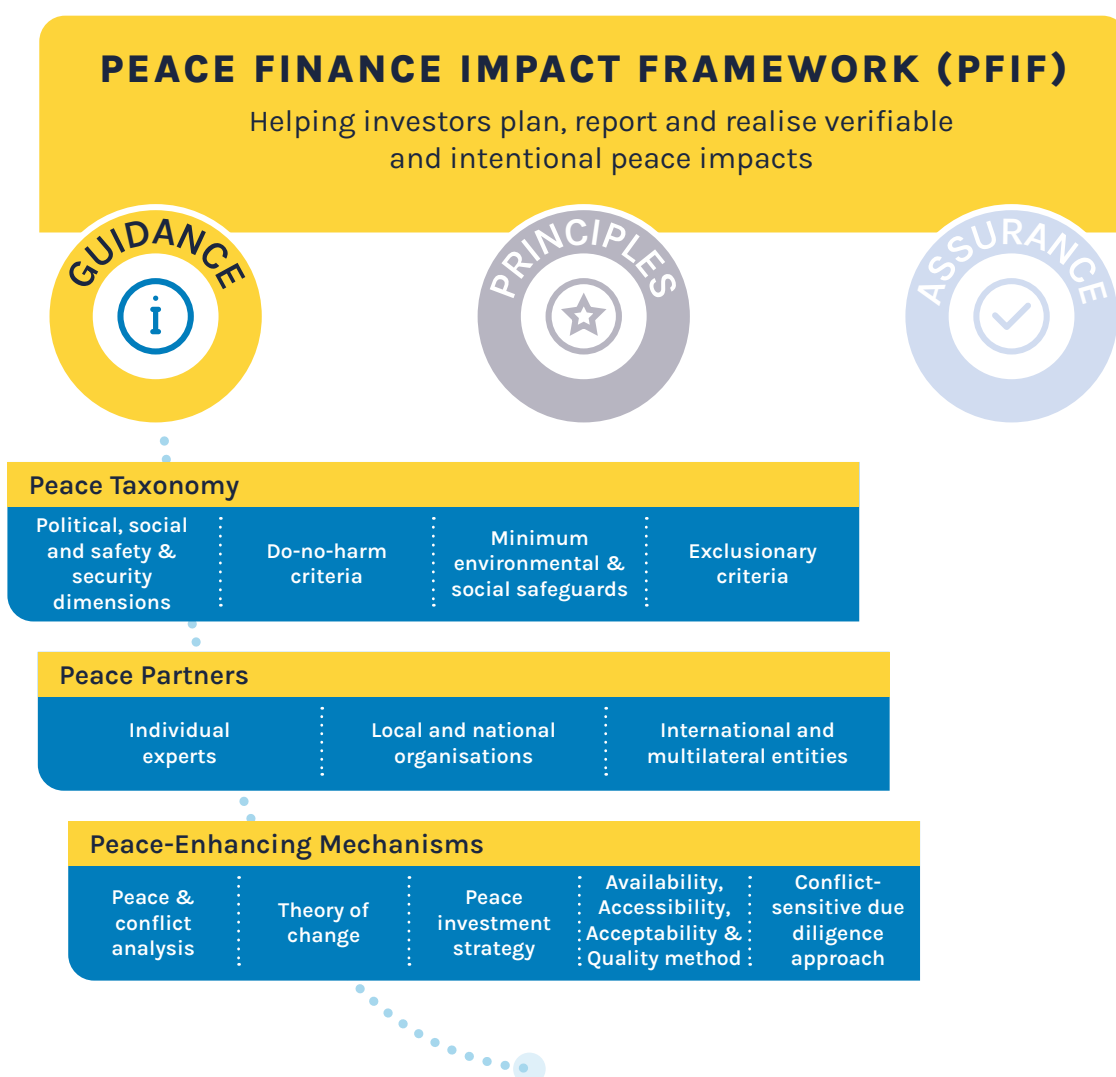 PEACE FINANCE IMPACT FRAMEWORK (PFIF)
Helping investors plan, report and realise verifiable
and intentional peace impacts
GUIDANCE
PRINCIPLES
ASSURANCE
Peace Taxonomy
Political, social
and safety &
security
dimensions
Do-no-harm
criteria
Minimum
environmental &
social safeguards
Exclusionary
criteria
Peace Partners
Individual
experts
Local and national
organisations
International and
multilateral entities
Peace-Enhancing Mechanisms
Peace &
conflict
analysis
Theory of
change
Peace
investment
strategy
Availability,
Accessibility,
Acceptability &
Quality method
Conflict-
sensitive due
diligence
approach